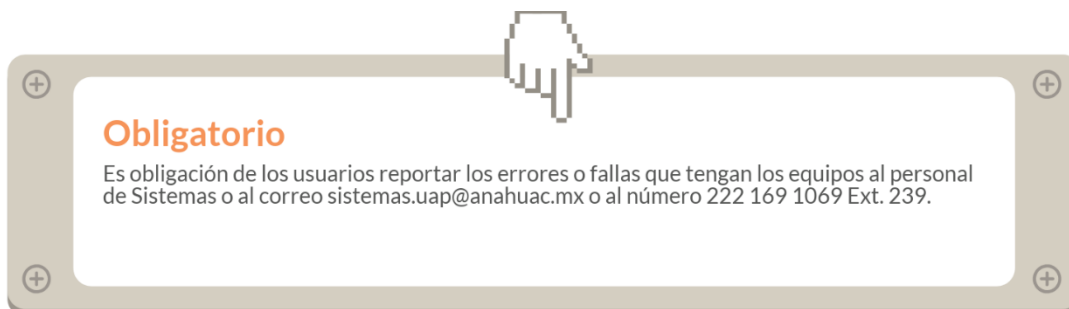 Obligatorio
Es obligación de los usuarios reportar los errores o fallas que tengan los equipos al personal
de Sistemas o al correo sistemas.uap@anahuac.mx o al número 222 169 1069 Ext. 239.